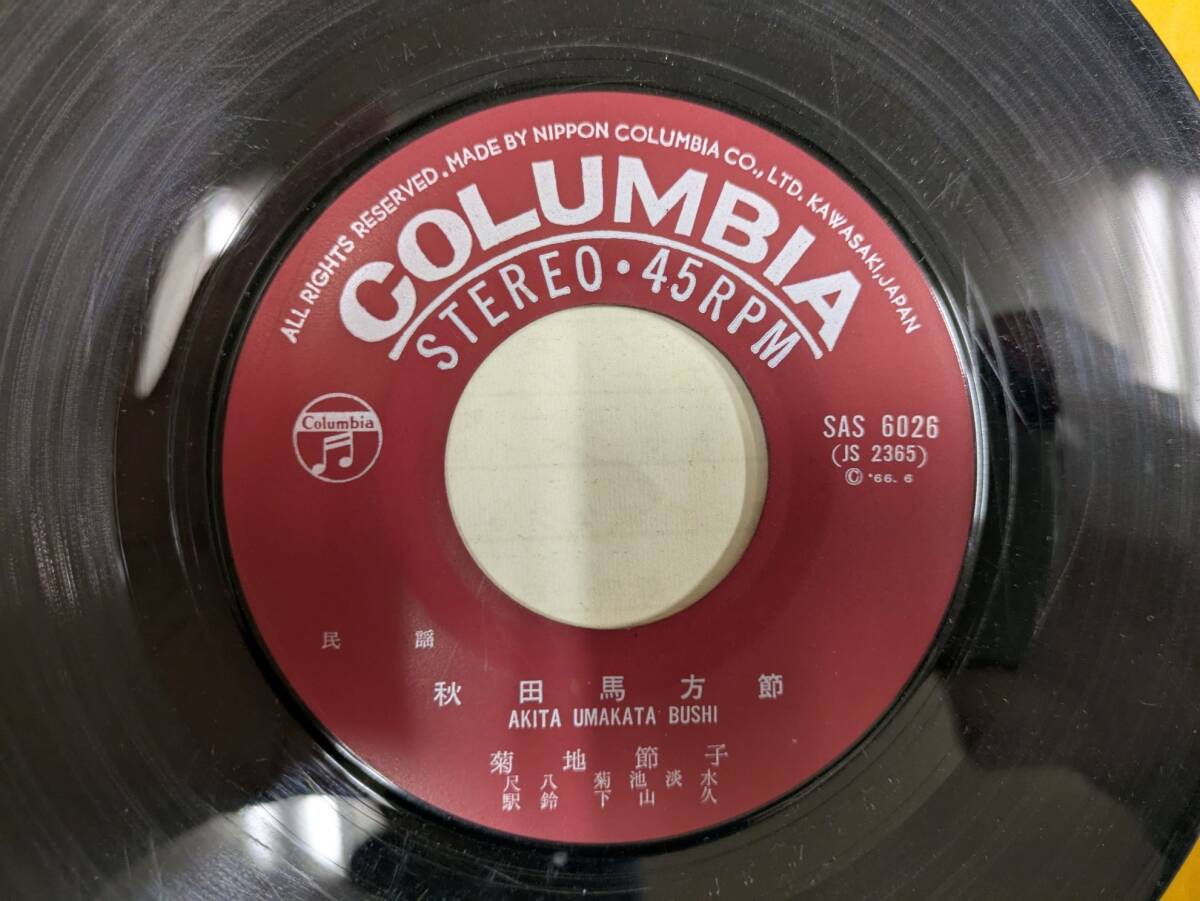 ALL RIGHTS RESERVED. MADE BY NIPPON COLUMBIA CO., LTD. KAWASAKI, JAPAN
COLUMBIA
STEREO・45RPM
Columbia
SAS 6026
(JS 2365)
© '66. 6
民謡
秋田馬方節
AKITA UMAKATA BUSHI
菊地節子
尺八 菊池淡水
駅鈴 下山久